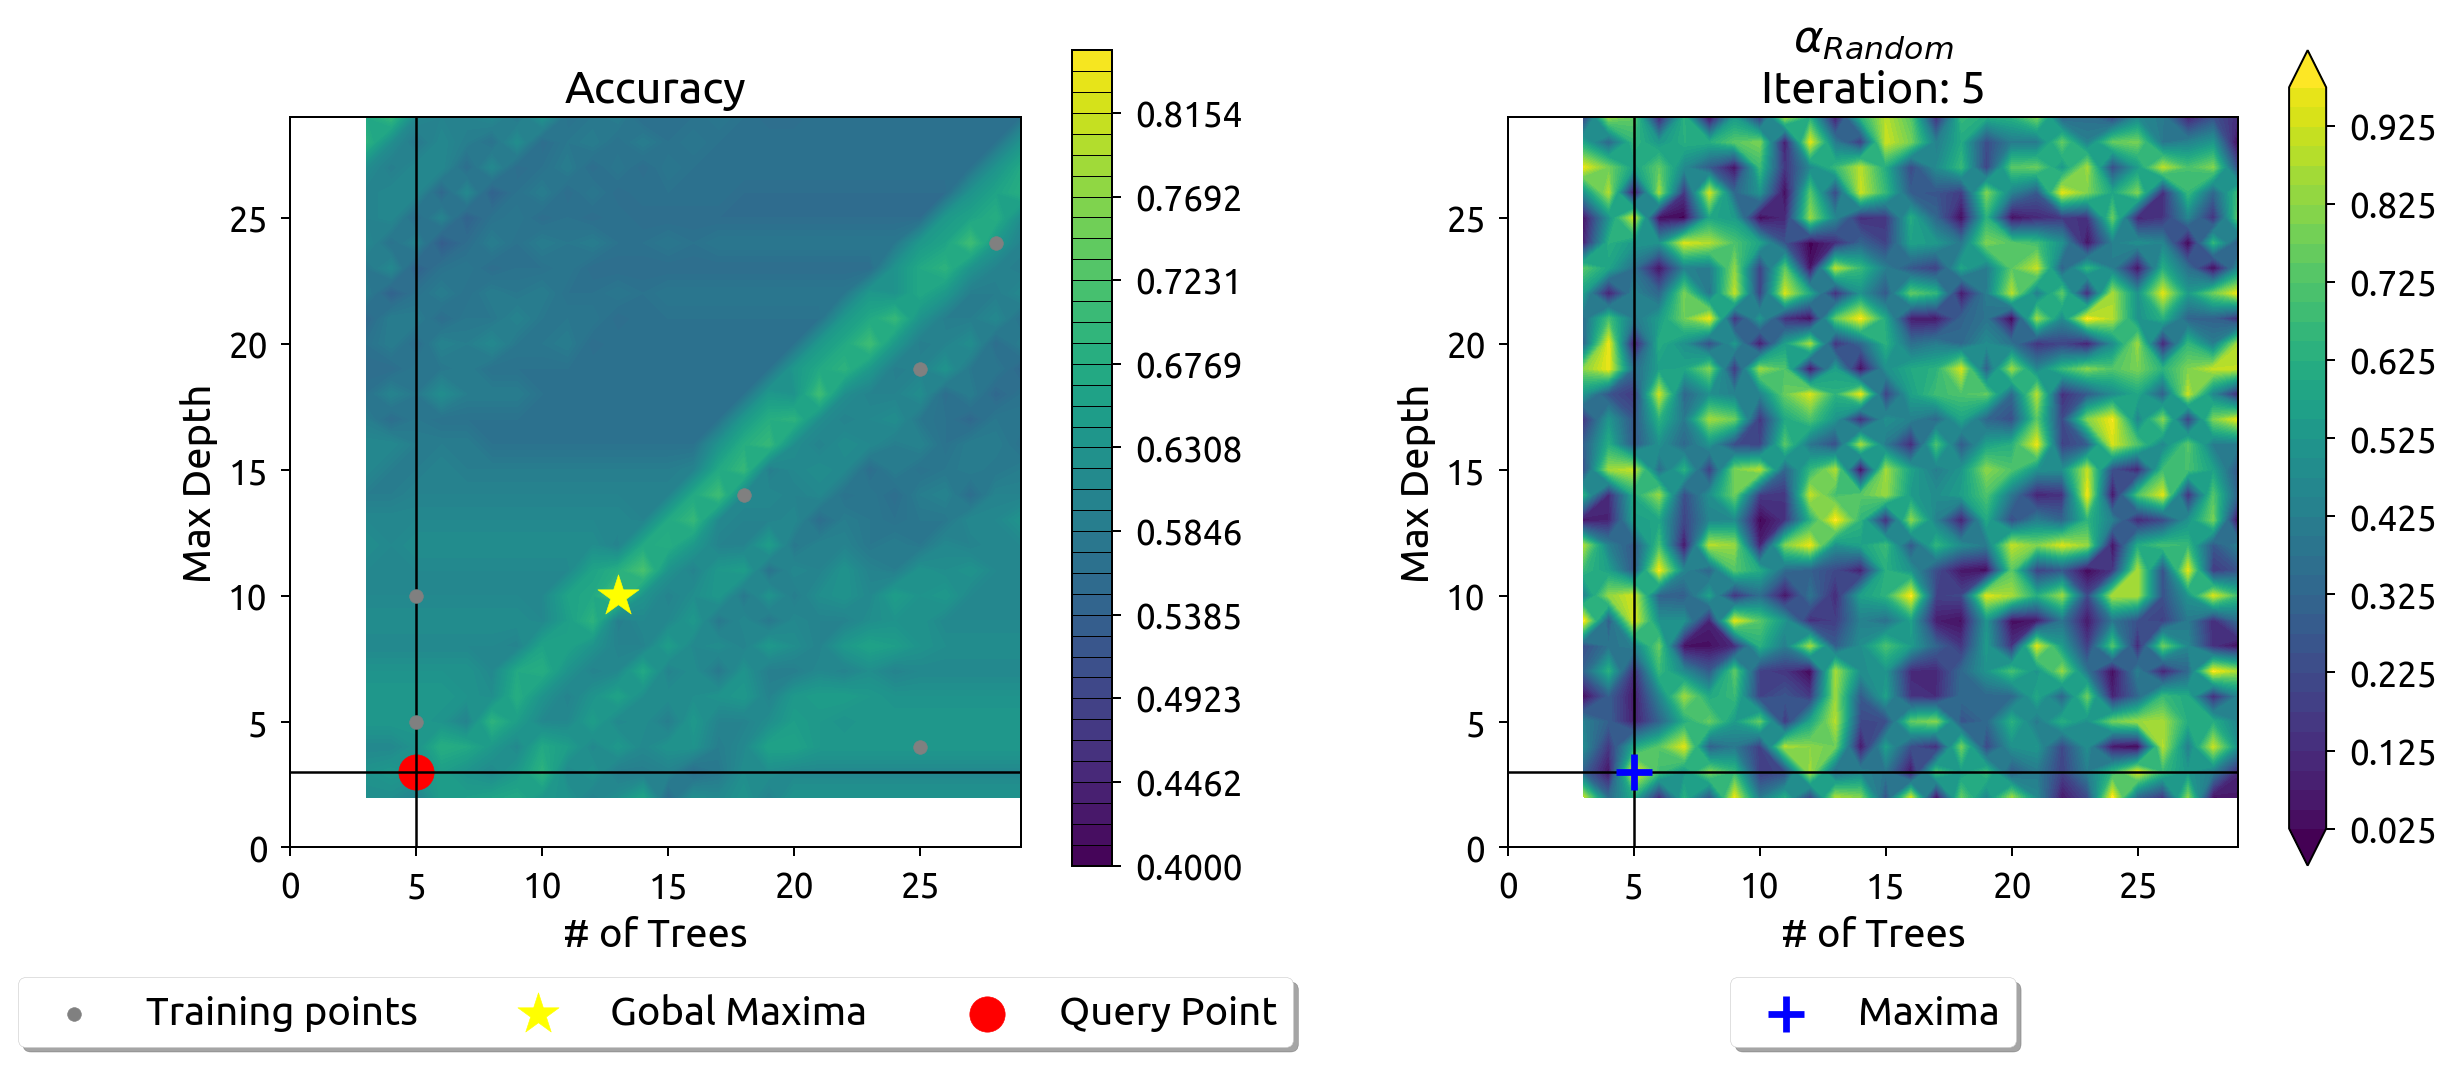 Accuracy
Max Depth
25
20
15
10
5
0
0 5 10 15 20 25
# of Trees
0.8154
0.7692
0.7231
0.6769
0.6308
0.5846
0.5385
0.4923
0.4462
0.4000
Training points Gobal Maxima Query Point
α_Random
Iteration: 5
Max Depth
25
20
15
10
5
0
0 5 10 15 20 25
# of Trees
0.925
0.825
0.725
0.625
0.525
0.425
0.325
0.225
0.125
0.025
Maxima